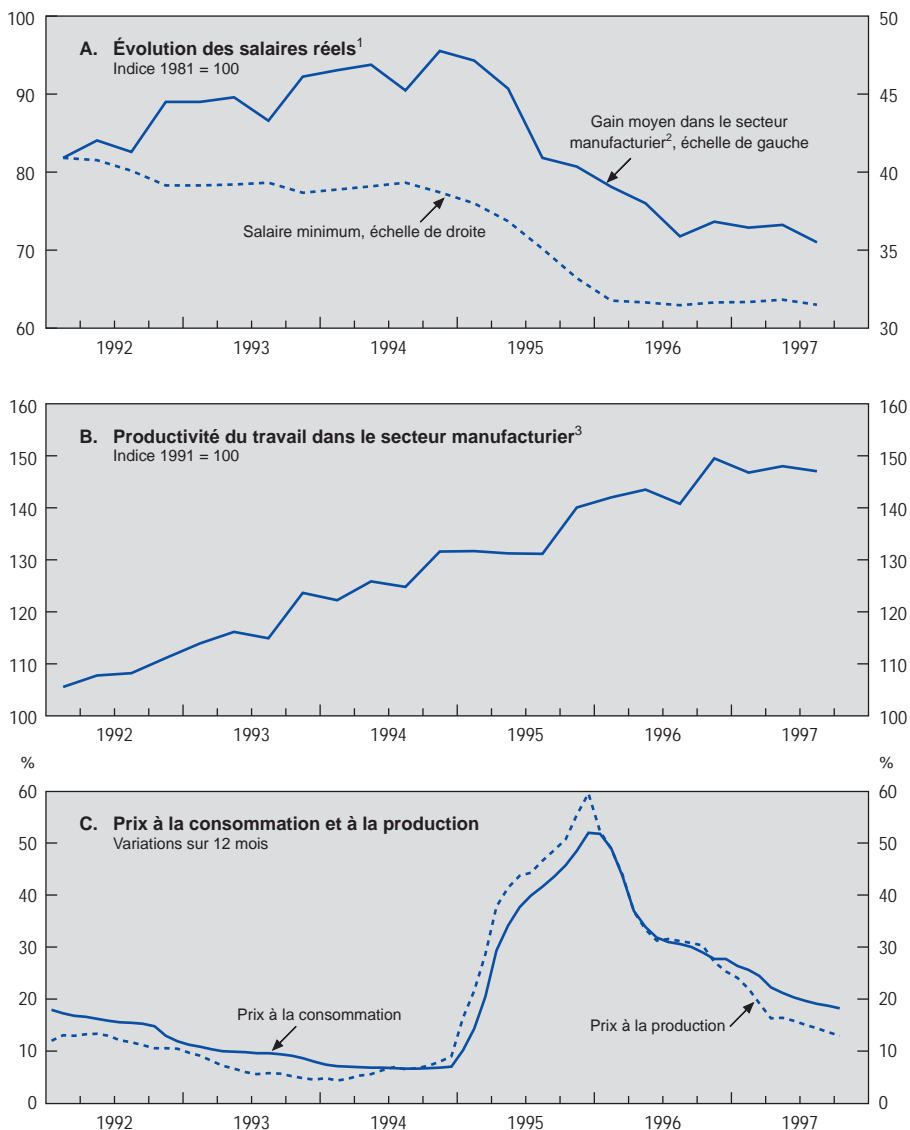 A. Évolution des salaires réels¹
Indice 1981 = 100
100
90
80
70
60
50
45
40
35
30
Gain moyen dans le secteur
manufacturier², échelle de gauche
Salaire minimum, échelle de droite
1992 1993 1994 1995 1996 1997
B. Productivité du travail dans le secteur manufacturier³
Indice 1991 = 100
160
150
140
130
120
110
100
160
150
140
130
120
110
100
1992 1993 1994 1995 1996 1997
% %
C. Prix à la consommation et à la production
Variations sur 12 mois
60
50
40
30
20
10
0
60
50
40
30
20
10
0
Prix à la consommation
Prix à la production
1992 1993 1994 1995 1996 1997